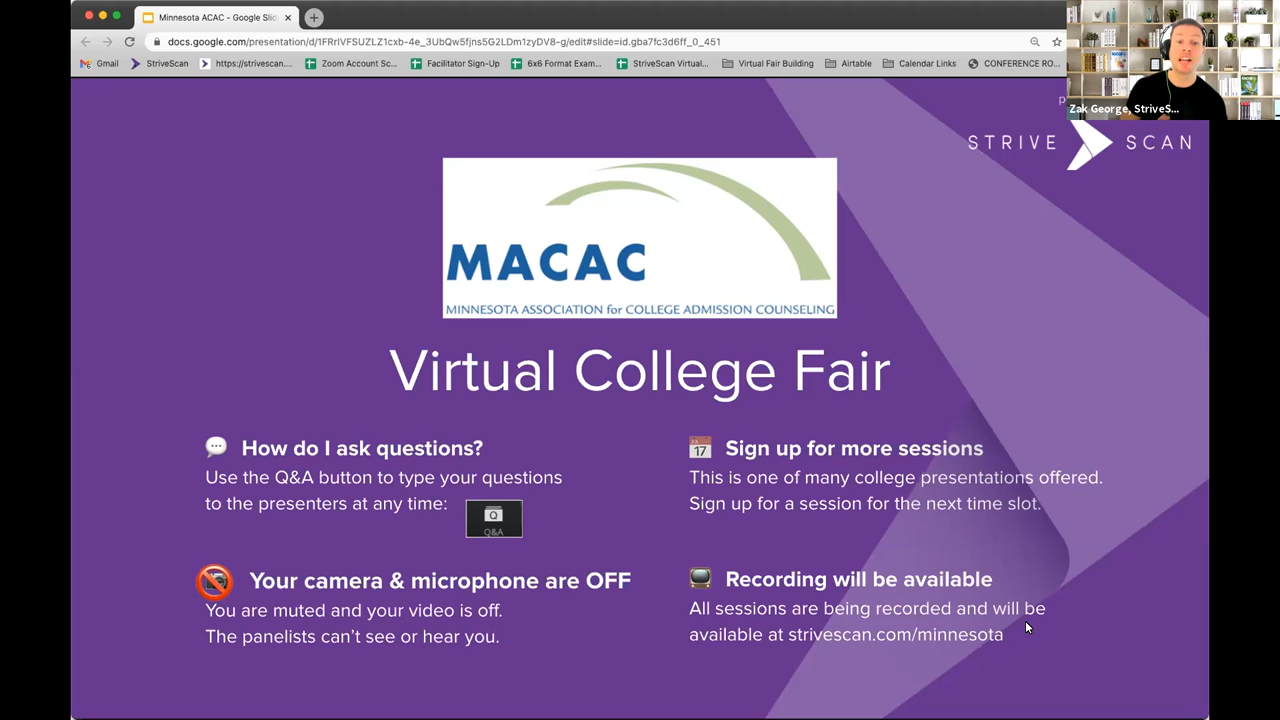 Minnesota ACAC - Google Slid
docs.google.com/presentation/d/1FRrIVFSUZLZ1cxb-4e_3UbQw5fjns5G2LDm1zyDV8-g/edit#slide=id.gba7fc3d6ff_0_451
Gmail StriveScan https://strivescan.... Zoom Account Sc... Facilitator Sign-Up 6x6 Format Exam... StriveScan Virtual... Virtual Fair Building Airtable Calendar Links CONFERENCE RO...
Zak George, StriveS...
STRIVE SCAN
MACAC
MINNESOTA ASSOCIATION for COLLEGE ADMISSION COUNSELING
Virtual College Fair
How do I ask questions?
Use the Q&A button to type your questions
to the presenters at any time:
Q&A
Your camera & microphone are OFF
You are muted and your video is off.
The panelists can’t see or hear you.
17 Sign up for more sessions
This is one of many college presentations offered.
Sign up for a session for the next time slot.
Recording will be available
All sessions are being recorded and will be
available at strivescan.com/minnesota